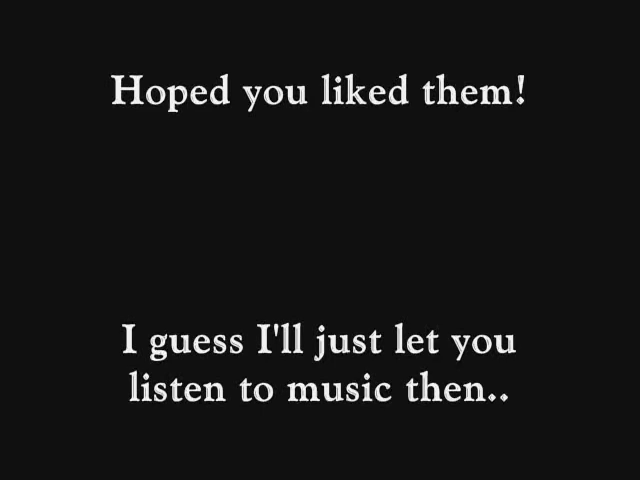 Hoped you liked them!
I guess I'll just let you
listen to music then..